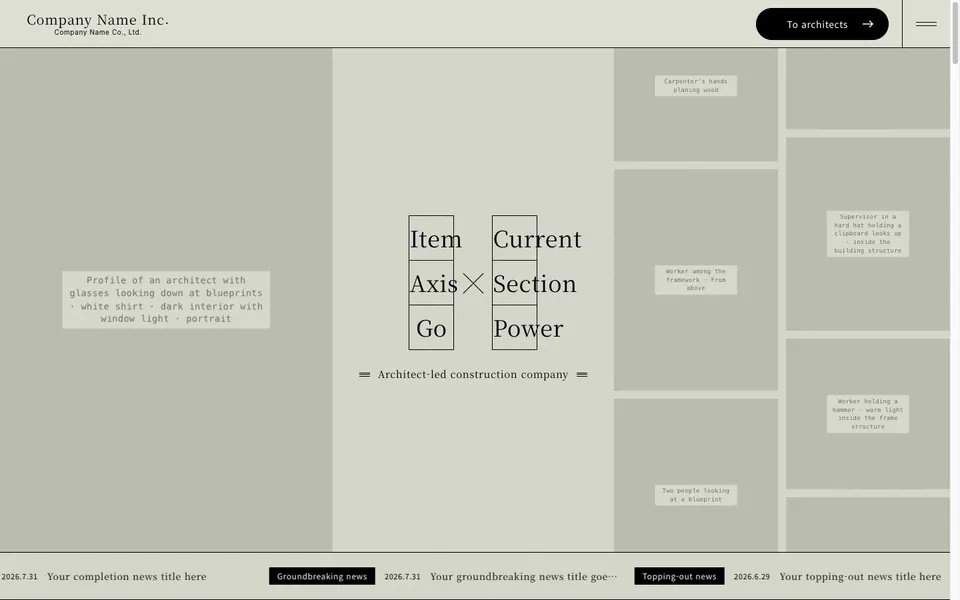 Company Name Inc.
Company Name Co., Ltd.
To architects
Profile of an architect with
glasses looking down at blueprints
· white shirt · dark interior with
window light · portrait
Item
Axis
Go
×
Current
Section
Power
Architect-led construction company
Carpenter's hands
planing wood
Worker among the
framework · From
above
Two people looking
at a blueprint
Supervisor in a
hard hat holding a
clipboard looks up
· inside the
building structure
Worker holding a
hammer · warm light
inside the frame
structure
2026.7.31 Your completion news title here
Groundbreaking news 2026.7.31 Your groundbreaking news title goe…
Topping-out news 2026.6.29 Your topping-out news title here